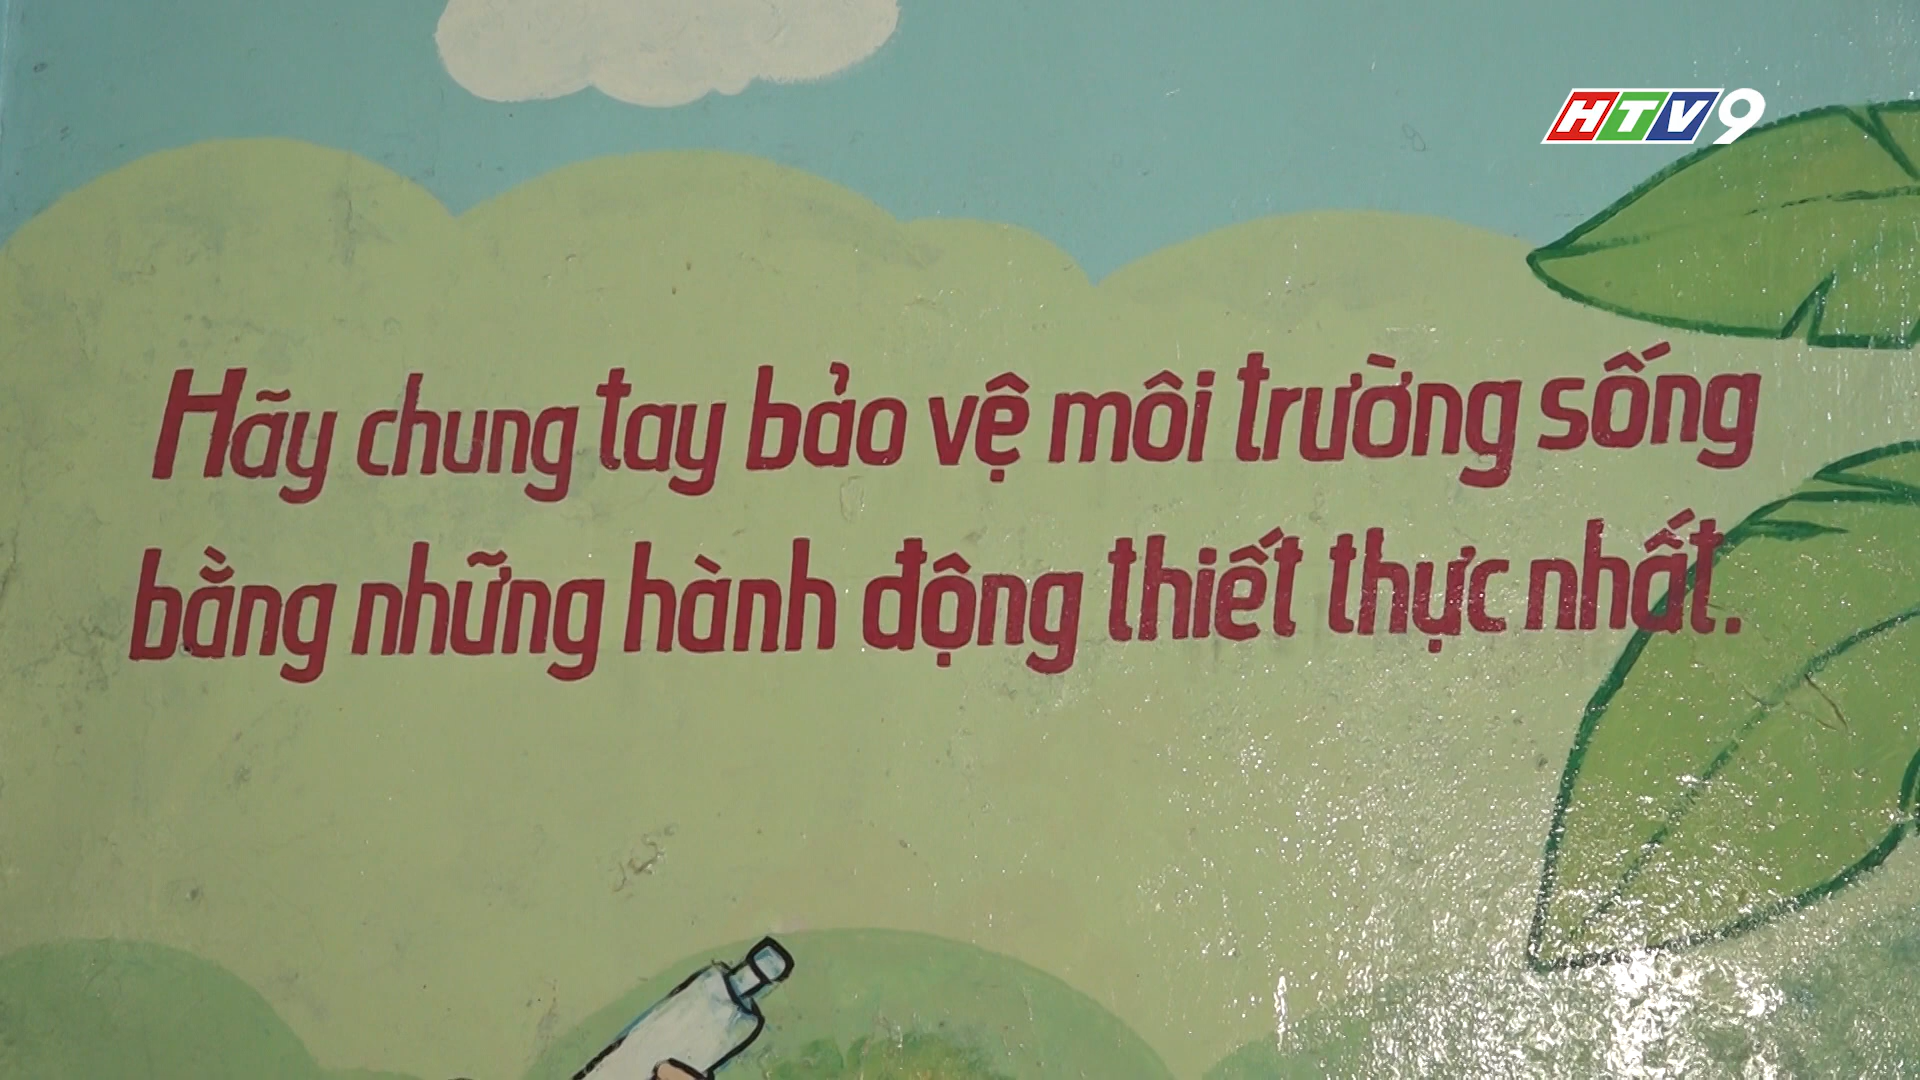 HTV9
Hãy chung tay bảo vệ môi trường sống
bằng những hành động thiết thực nhất.